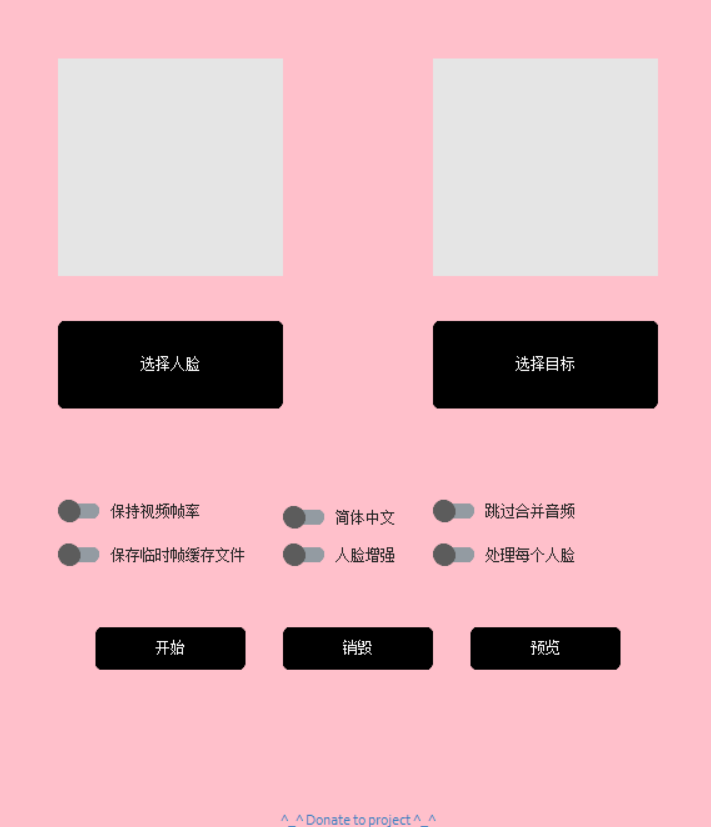 选择人脸
选择目标
保持视频帧率
简体中文
跳过合并音频
保存临时帧缓存文件
人脸增强
处理每个人脸
开始
销毁
预览
^_^ Donate to project ^_^